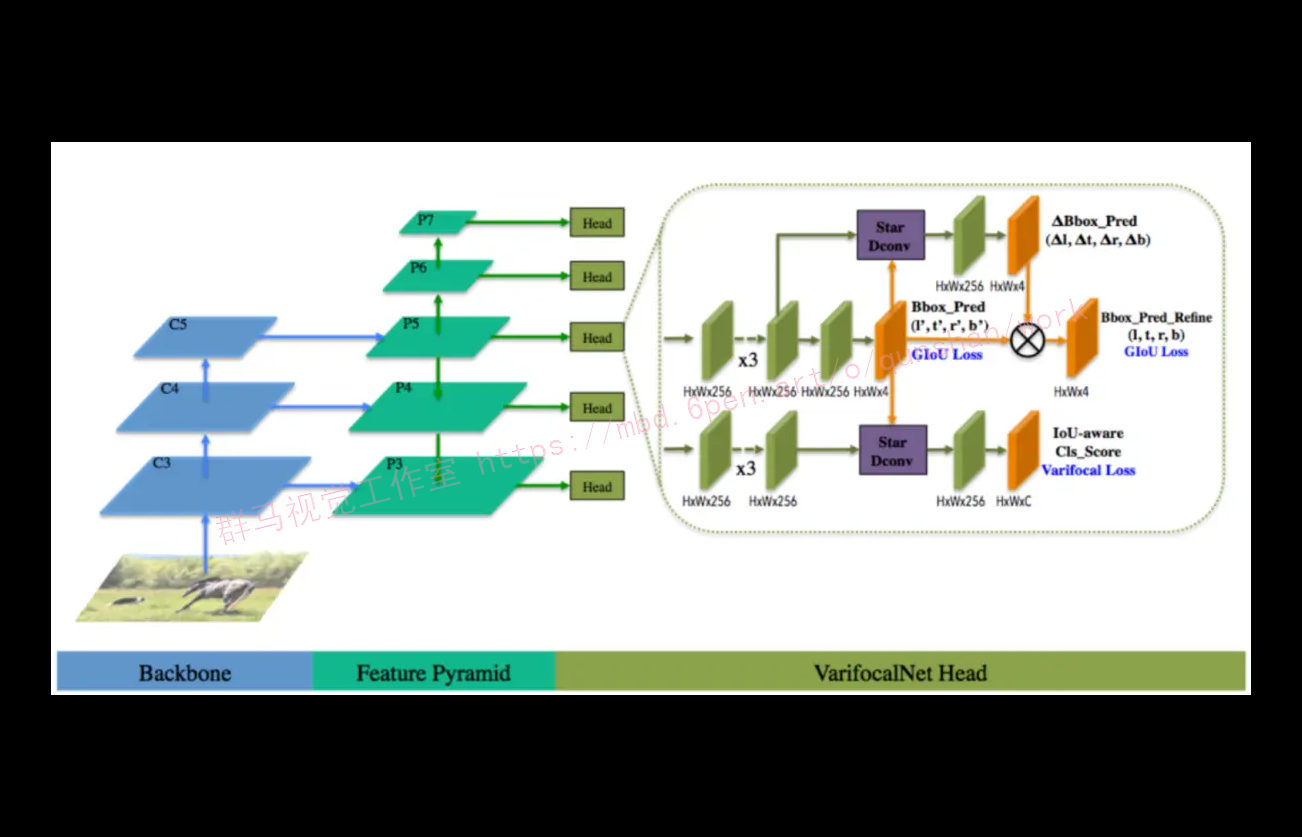 P7
Head
P6
Head
C5
P5
Head
C4
P4
Head
C3
P3
Head
Star
Dconv
ΔBbox_Pred
(Δl, Δt, Δr, Δb)
HxWx256
HxWx4
Bbox_Pred
(l’, t’, r’, b’)
GIoU Loss
Bbox_Pred_Refine
(l, t, r, b)
GIoU Loss
x3
HxWx256
HxWx256
HxWx256
HxWx4
HxWx4
Star
Dconv
IoU-aware
Cls_Score
Varifocal Loss
x3
HxWx256
HxWx256
HxWx256
HxWxC
群马视觉工作室 https://mbd.6pen.art/o/qunshan/work
Backbone
Feature Pyramid
VarifocalNet Head